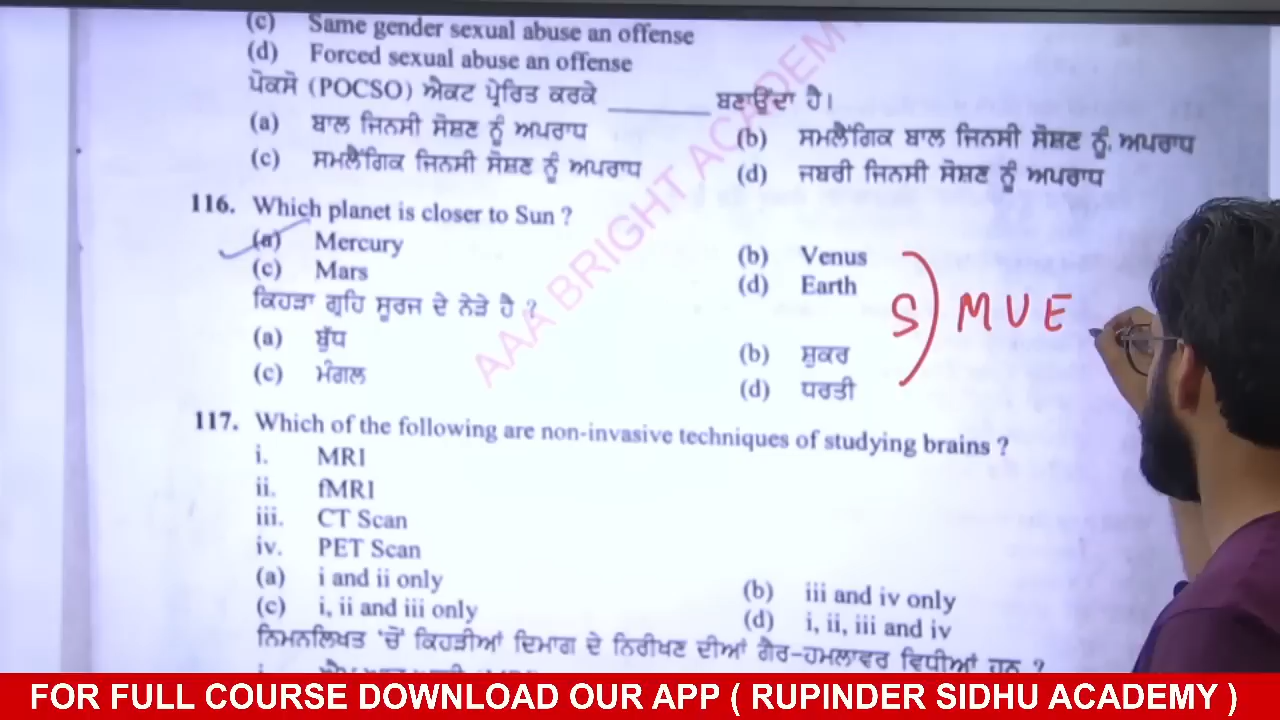 (c) Same gender sexual abuse an offense
(d) Forced sexual abuse an offense
ਪੋਕਸੋ (POCSO) ਐਕਟ ਪ੍ਰੇਰਿਤ ਕਰਕੇ ________ ਬਣਾਉਂਦਾ ਹੈ।
(a) ਬਾਲ ਜਿਨਸੀ ਸੋਸ਼ਣ ਨੂੰ ਅਪਰਾਧ (b) ਸਮਲੈਂਗਿਕ ਬਾਲ ਜਿਨਸੀ ਸੋਸ਼ਣ ਨੂੰ ਅਪਰਾਧ
(c) ਸਮਲੈਂਗਿਕ ਜਿਨਸੀ ਸੋਸ਼ਣ ਨੂੰ ਅਪਰਾਧ (d) ਜਬਰੀ ਜਿਨਸੀ ਸੋਸ਼ਣ ਨੂੰ ਅਪਰਾਧ
116. Which planet is closer to Sun ?
(a) Mercury (b) Venus
(c) Mars (d) Earth
ਕਿਹੜਾ ਗ੍ਰਹਿ ਸੂਰਜ ਦੇ ਨੇੜੇ ਹੈ ?
(a) ਬੁੱਧ (b) ਸ਼ੁਕਰ
(c) ਮੰਗਲ (d) ਧਰਤੀ
S) M V E
117. Which of the following are non-invasive techniques of studying brains ?
i. MRI
ii. fMRI
iii. CT Scan
iv. PET Scan
(a) i and ii only (b) iii and iv only
(c) i, ii and iii only (d) i, ii, iii and iv
ਨਿਮਨਲਿਖਤ 'ਚੋਂ ਕਿਹੜੀਆਂ ਦਿਮਾਗ ਦੇ ਨਿਰੀਖਣ ਦੀਆਂ ਗੈਰ-ਹਮਲਾਵਰ ਵਿਧੀਆਂ ਹਨ ?
AAA BRIGHT ACADEMY
FOR FULL COURSE DOWNLOAD OUR APP ( RUPINDER SIDHU ACADEMY )